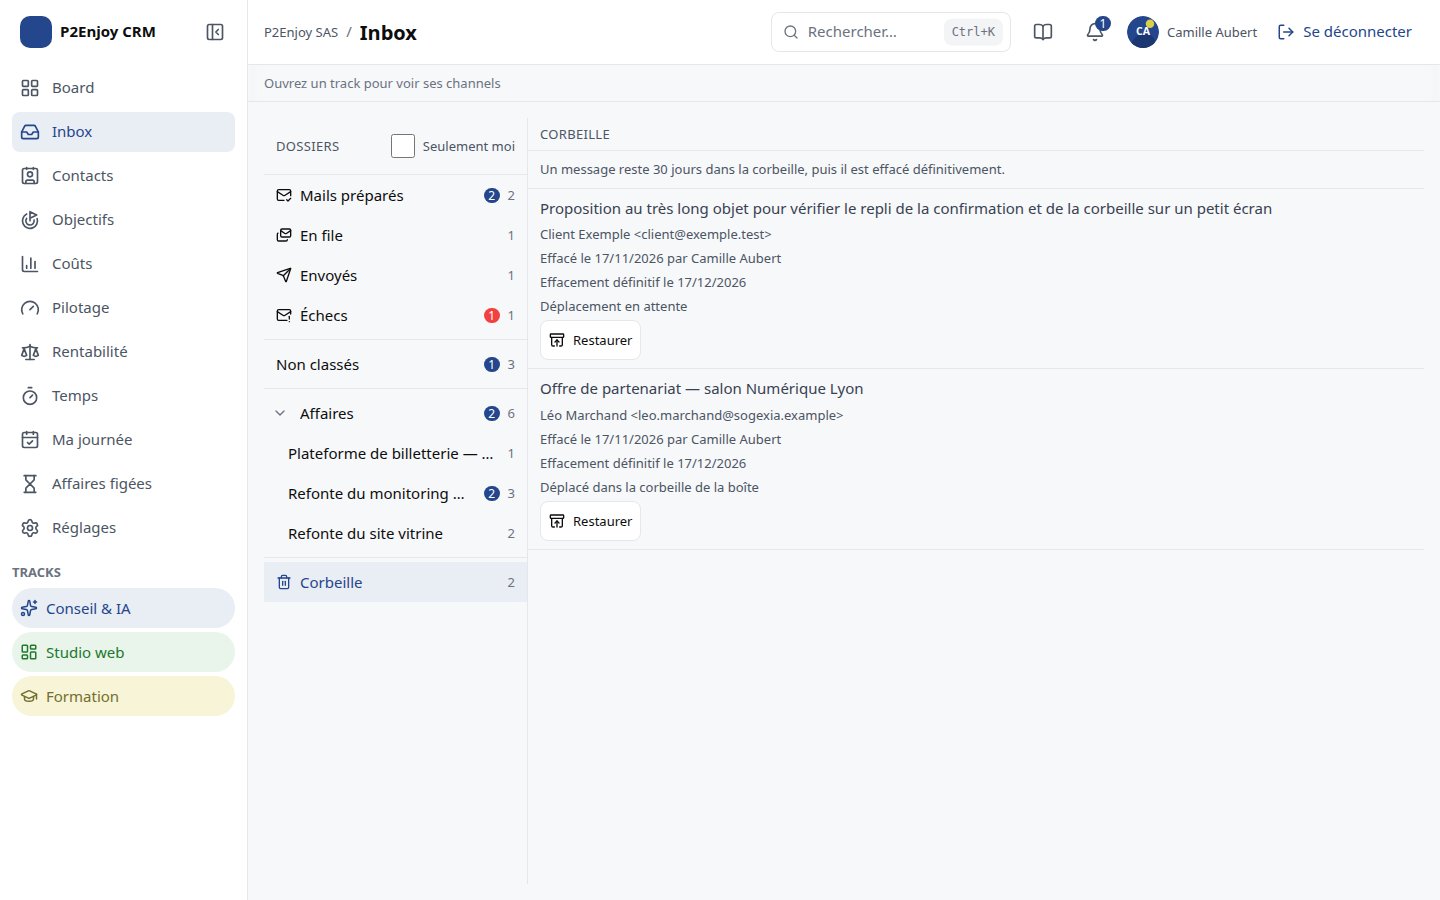 P2Enjoy CRM
Board
Inbox
Contacts
Objectifs
Coûts
Pilotage
Rentabilité
Temps
Ma journée
Affaires figées
Réglages
TRACKS
Conseil & IA
Studio web
Formation
P2Enjoy SAS / Inbox
Rechercher...
Ctrl+K
1
CA
Camille Aubert
Se déconnecter
Ouvrez un track pour voir ses channels
DOSSIERS
Seulement moi
Mails préparés 2 2
En file 1
Envoyés 1
Échecs 1 1
Non classés 1 3
Affaires 2 6
Plateforme de billetterie — ... 1
Refonte du monitoring ... 2 3
Refonte du site vitrine 2
Corbeille 2
CORBEILLE
Un message reste 30 jours dans la corbeille, puis il est effacé définitivement.
Proposition au très long objet pour vérifier le repli de la confirmation et de la corbeille sur un petit écran
Client Exemple <client@exemple.test>
Effacé le 17/11/2026 par Camille Aubert
Effacement définitif le 17/12/2026
Déplacement en attente
Restaurer
Offre de partenariat — salon Numérique Lyon
Léo Marchand <leo.marchand@sogexia.example>
Effacé le 17/11/2026 par Camille Aubert
Effacement définitif le 17/12/2026
Déplacé dans la corbeille de la boîte
Restaurer